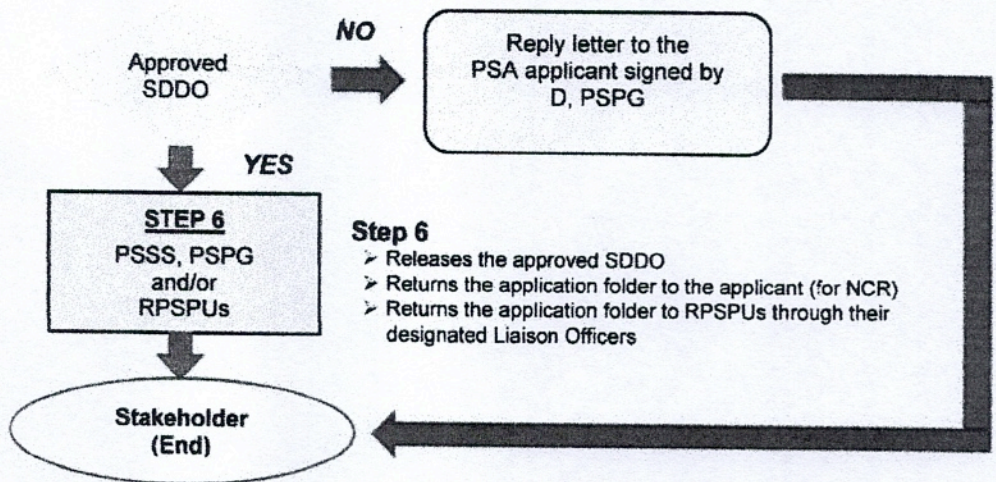 Approved
SDDO
NO
Reply letter to the
PSA applicant signed by
D, PSPG
YES
STEP 6
PSSS, PSPG
and/or
RPSPUs
Step 6
➢ Releases the approved SDDO
➢ Returns the application folder to the applicant (for NCR)
➢ Returns the application folder to RPSPUs through their
designated Liaison Officers
Stakeholder
(End)